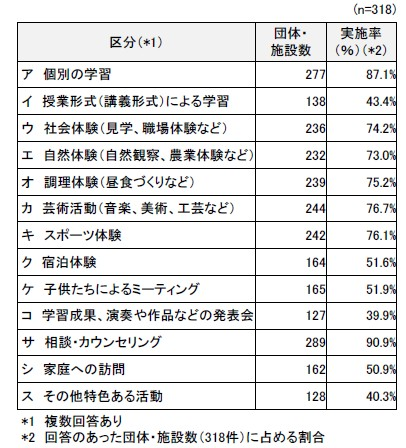 (n=318)
区分(*1) 団体・施設数 実施率(%)(*2)
ア 個別の学習 277 87.1%
イ 授業形式(講義形式)による学習 138 43.4%
ウ 社会体験(見学、職場体験など) 236 74.2%
エ 自然体験(自然観察、農業体験など) 232 73.0%
オ 調理体験(昼食づくりなど) 239 75.2%
カ 芸術活動(音楽、美術、工芸など) 244 76.7%
キ スポーツ体験 242 76.1%
ク 宿泊体験 164 51.6%
ケ 子供たちによるミーティング 165 51.9%
コ 学習成果、演奏や作品などの発表会 127 39.9%
サ 相談・カウンセリング 289 90.9%
シ 家庭への訪問 162 50.9%
ス その他特色ある活動 128 40.3%
*1 複数回答あり
*2 回答のあった団体・施設数(318件)に占める割合